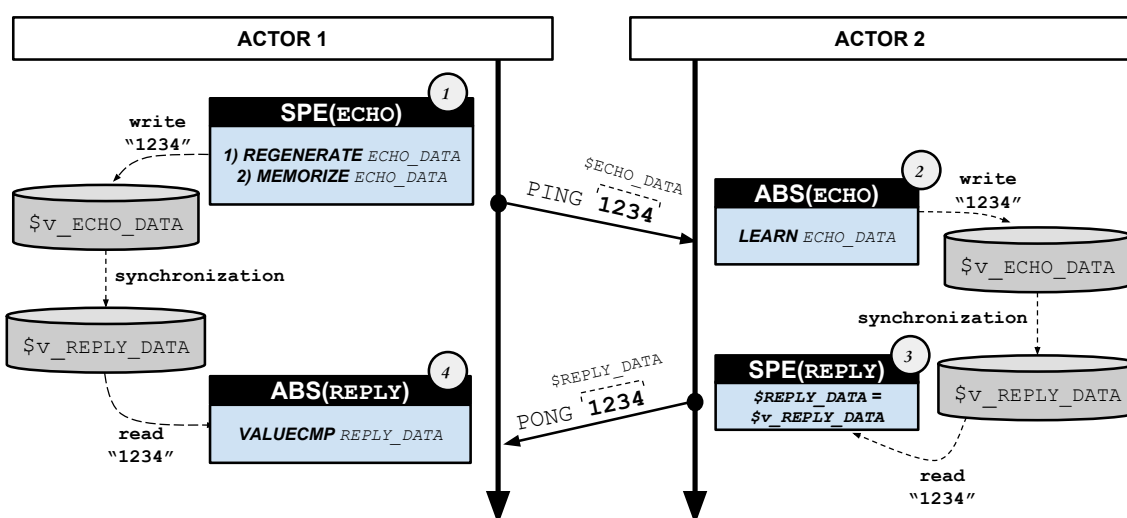 ACTOR 1
ACTOR 2
1
SPE(ECHO)
1) REGENERATE ECHO_DATA
2) MEMORIZE ECHO_DATA
write
“1234”
$v_ECHO_DATA
synchronization
$v_REPLY_DATA
$ECHO_DATA
PING 1234
2
ABS(ECHO)
LEARN ECHO_DATA
write
“1234”
$v_ECHO_DATA
synchronization
$v_REPLY_DATA
3
SPE(REPLY)
$REPLY_DATA =
$v_REPLY_DATA
read
“1234”
$REPLY_DATA
PONG 1234
4
ABS(REPLY)
VALUECMP REPLY_DATA
read
“1234”